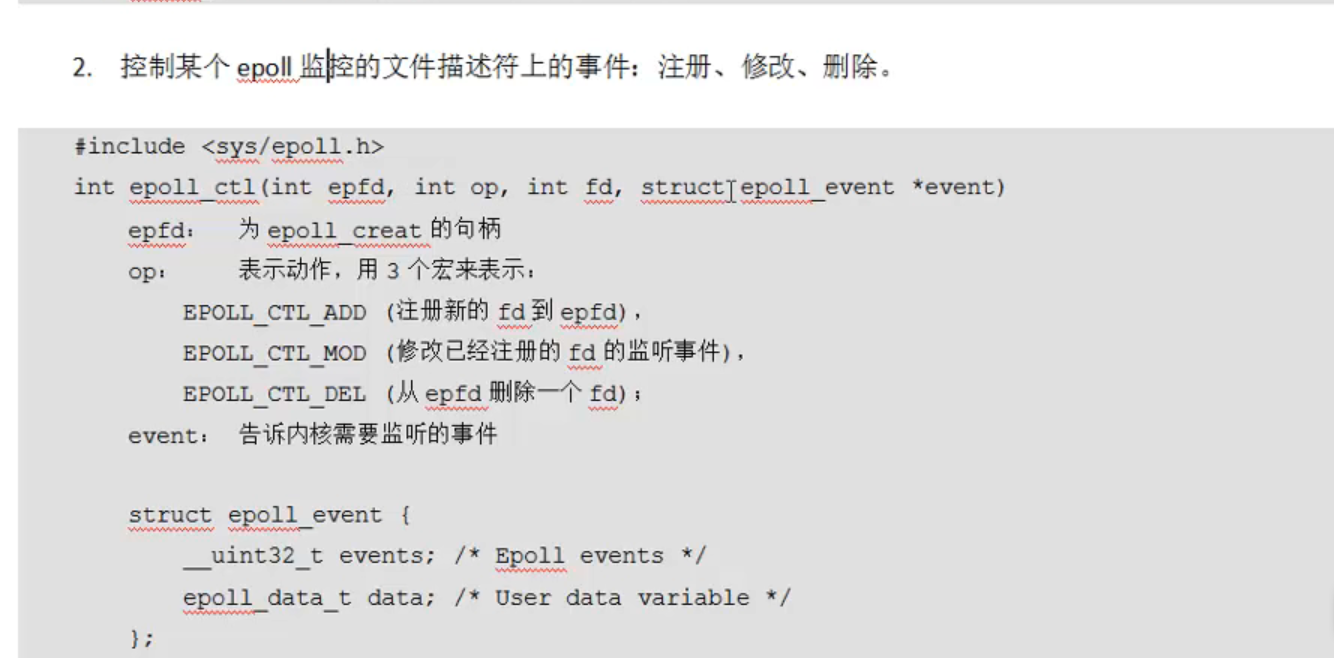 2. 控制某个 epoll 监控的文件描述符上的事件：注册、修改、删除。
#include <sys/epoll.h>
int epoll_ctl(int epfd, int op, int fd, struct epoll_event *event)
epfd： 为 epoll_creat 的句柄
op： 表示动作，用 3 个宏来表示：
EPOLL_CTL_ADD (注册新的 fd 到 epfd)，
EPOLL_CTL_MOD (修改已经注册的 fd 的监听事件)，
EPOLL_CTL_DEL (从 epfd 删除一个 fd)；
event： 告诉内核需要监听的事件
struct epoll_event {
__uint32_t events; /* Epoll events */
epoll_data_t data; /* User data variable */
};